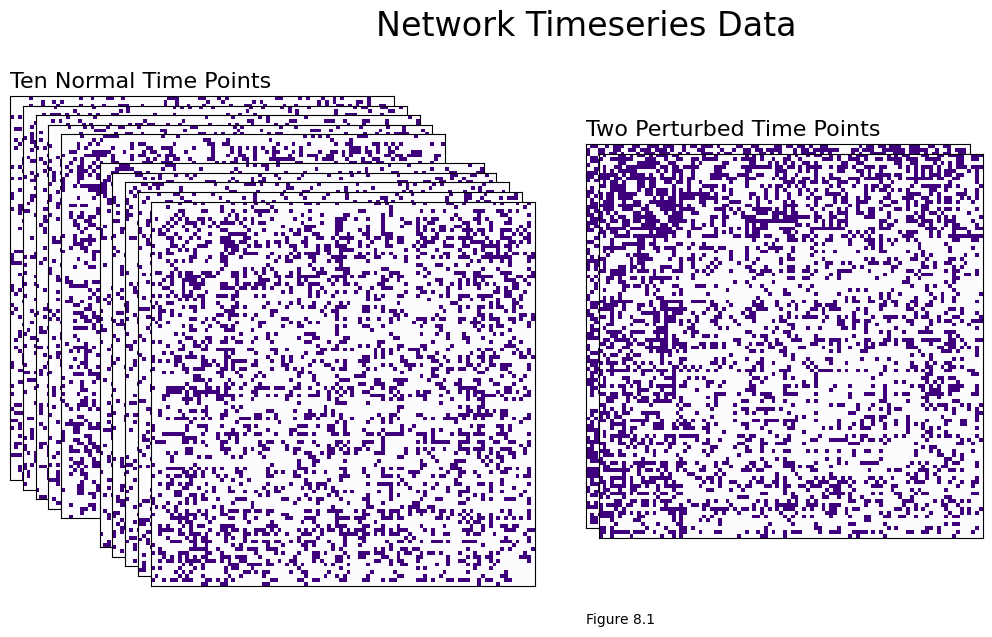 Network Timeseries Data
Ten Normal Time Points
Two Perturbed Time Points
Figure 8.1